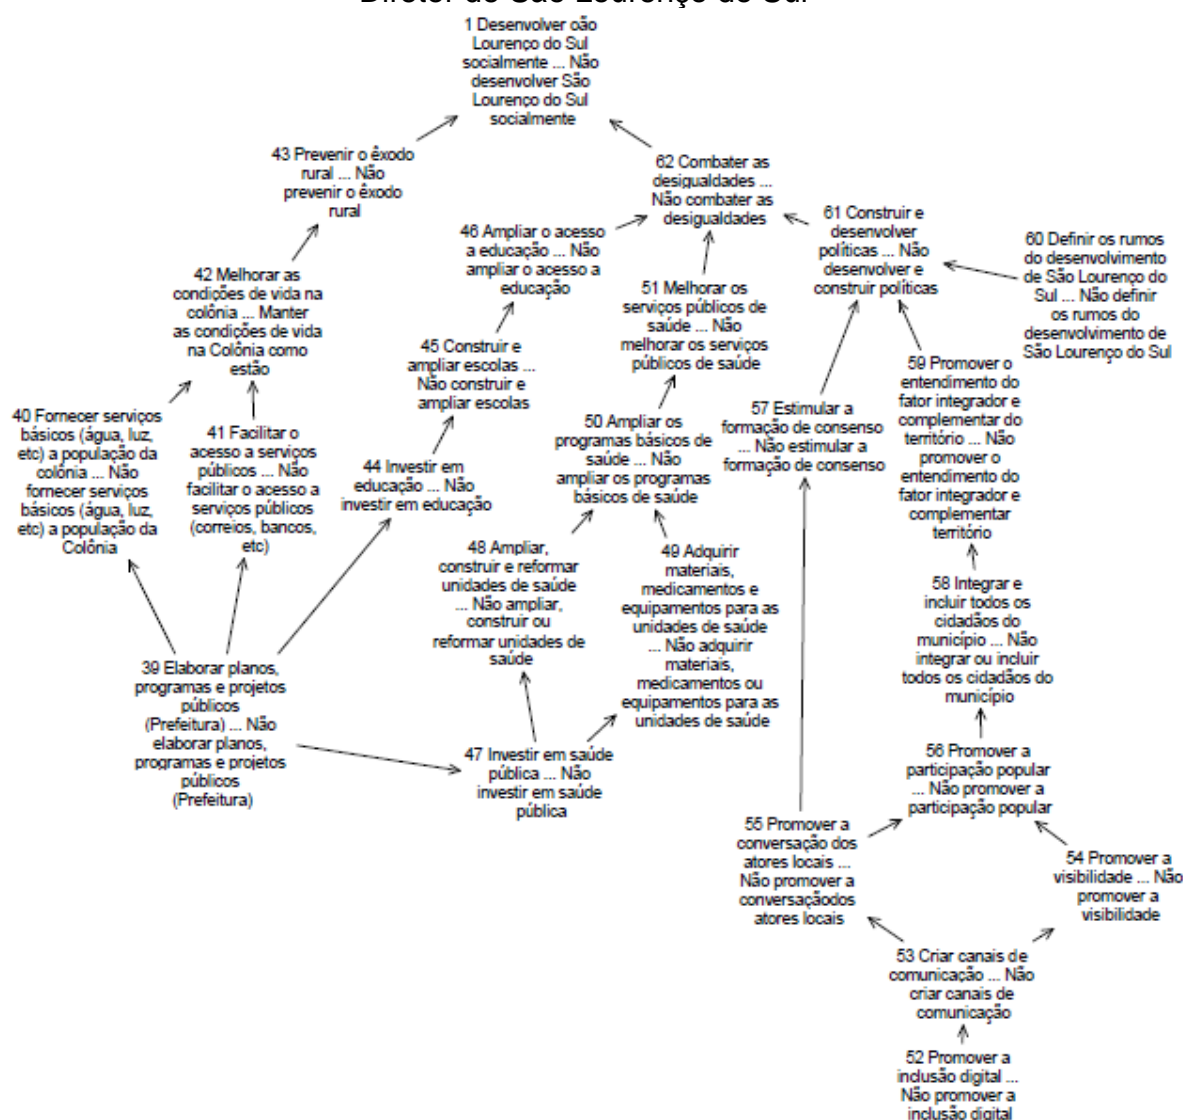 Diretor de São Lourenço do Sul
1 Desenvolver oão
Lourenço do Sul
socialmente ... Não
desenvolver São
Lourenço do Sul
socialmente
43 Prevenir o êxodo
rural ... Não
prevenir o êxodo
rural
62 Combater as
desigualdades ...
Não combater as
desigualdades
46 Ampliar o acesso
a educação ... Não
ampliar o acesso a
educação
61 Construir e
desenvolver
políticas ... Não
desenvolver e
construir políticas
60 Definir os rumos
do desenvolvimento
de São Lourenço do
Sul ... Não definir
os rumos do
desenvolvimento de
São Lourenço do Sul
42 Melhorar as
condições de vida na
colônia ... Manter
as condições de vida
na Colônia como
estão
51 Melhorar os
serviços públicos de
saúde ... Não
melhorar os serviços
públicos de saúde
45 Construir e
ampliar escolas ...
Não construir e
ampliar escolas
59 Promover o
entendimento do
fator integrador e
complementar do
território ... Não
promover o
entendimento do
fator integrador e
complementar
território
40 Fornecer serviços
básicos (água, luz,
etc) a população da
colônia ... Não
fornecer serviços
básicos (água, luz,
etc) a população da
Colônia
41 Facilitar o
acesso a serviços
públicos ... Não
facilitar o acesso a
serviços públicos
(correios, bancos,
etc)
44 Investir em
educação ... Não
investir em educação
50 Ampliar os
programas básicos de
saúde ... Não
ampliar os programas
básicos de saúde
57 Estimular a
formação de consenso
... Não estimular a
formação de consenso
48 Ampliar,
construir e reformar
unidades de saúde
... Não ampliar,
construir ou
reformar unidades de
saúde
49 Adquirir
materiais,
medicamentos e
equipamentos para as
unidades de saúde
... Não adquirir
materiais,
medicamentos ou
equipamentos para as
unidades de saúde
58 Integrar e
incluir todos os
cidadãos do
município ... Não
integrar ou incluir
todos os cidadãos do
município
39 Elaborar planos,
programas e projetos
públicos
(Prefeitura) ... Não
elaborar planos,
programas e projetos
públicos
(Prefeitura)
47 Investir em saúde
pública ... Não
investir em saúde
pública
56 Promover a
participação popular
... Não promover a
participação popular
55 Promover a
conversação dos
atores locais ...
Não promover a
conversaçãodos
atores locais
54 Promover a
visibilidade ... Não
promover a
visibilidade
53 Criar canais de
comunicação ... Não
criar canais de
comunicação
52 Promover a
inclusão digital ...
Não promover a
inclusão digital